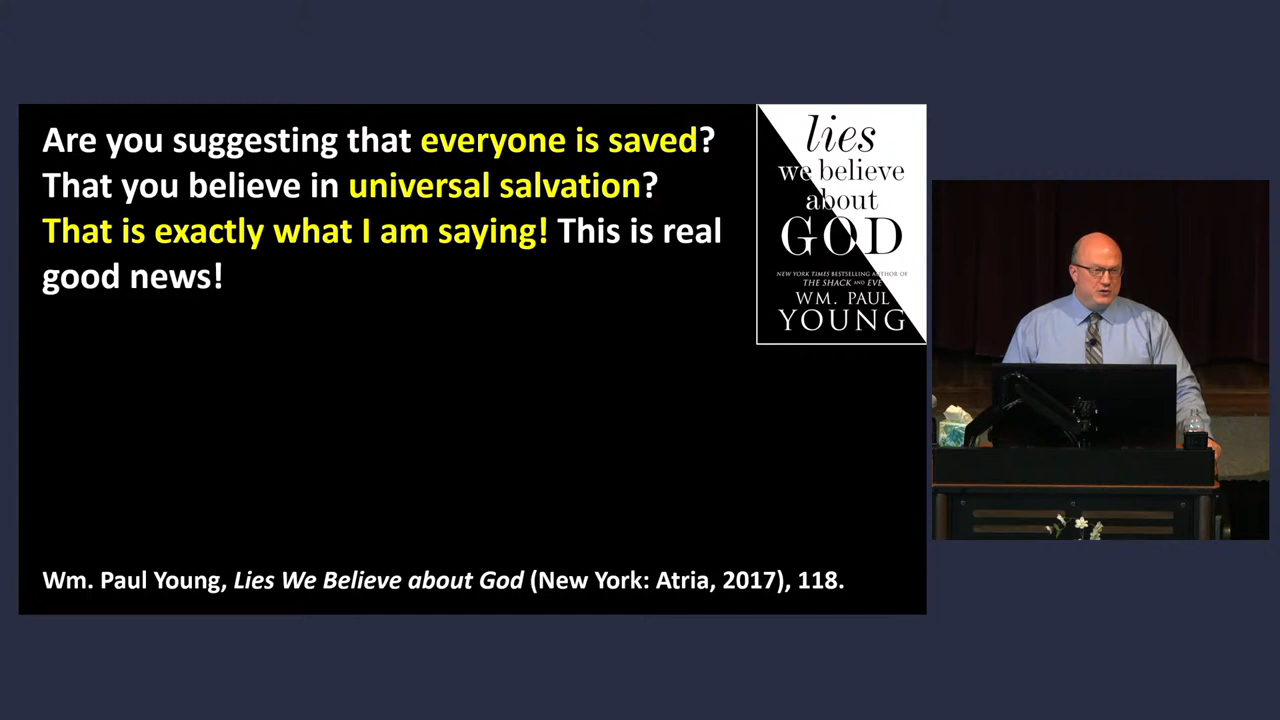 Are you suggesting that everyone is saved?
That you believe in universal salvation?
That is exactly what I am saying! This is real
good news!
lies
we believe
about
GOD
NEW YORK TIMES BESTSELLING AUTHOR OF
THE SHACK AND EVE
WM. PAUL
YOUNG
Wm. Paul Young, Lies We Believe about God (New York: Atria, 2017), 118.